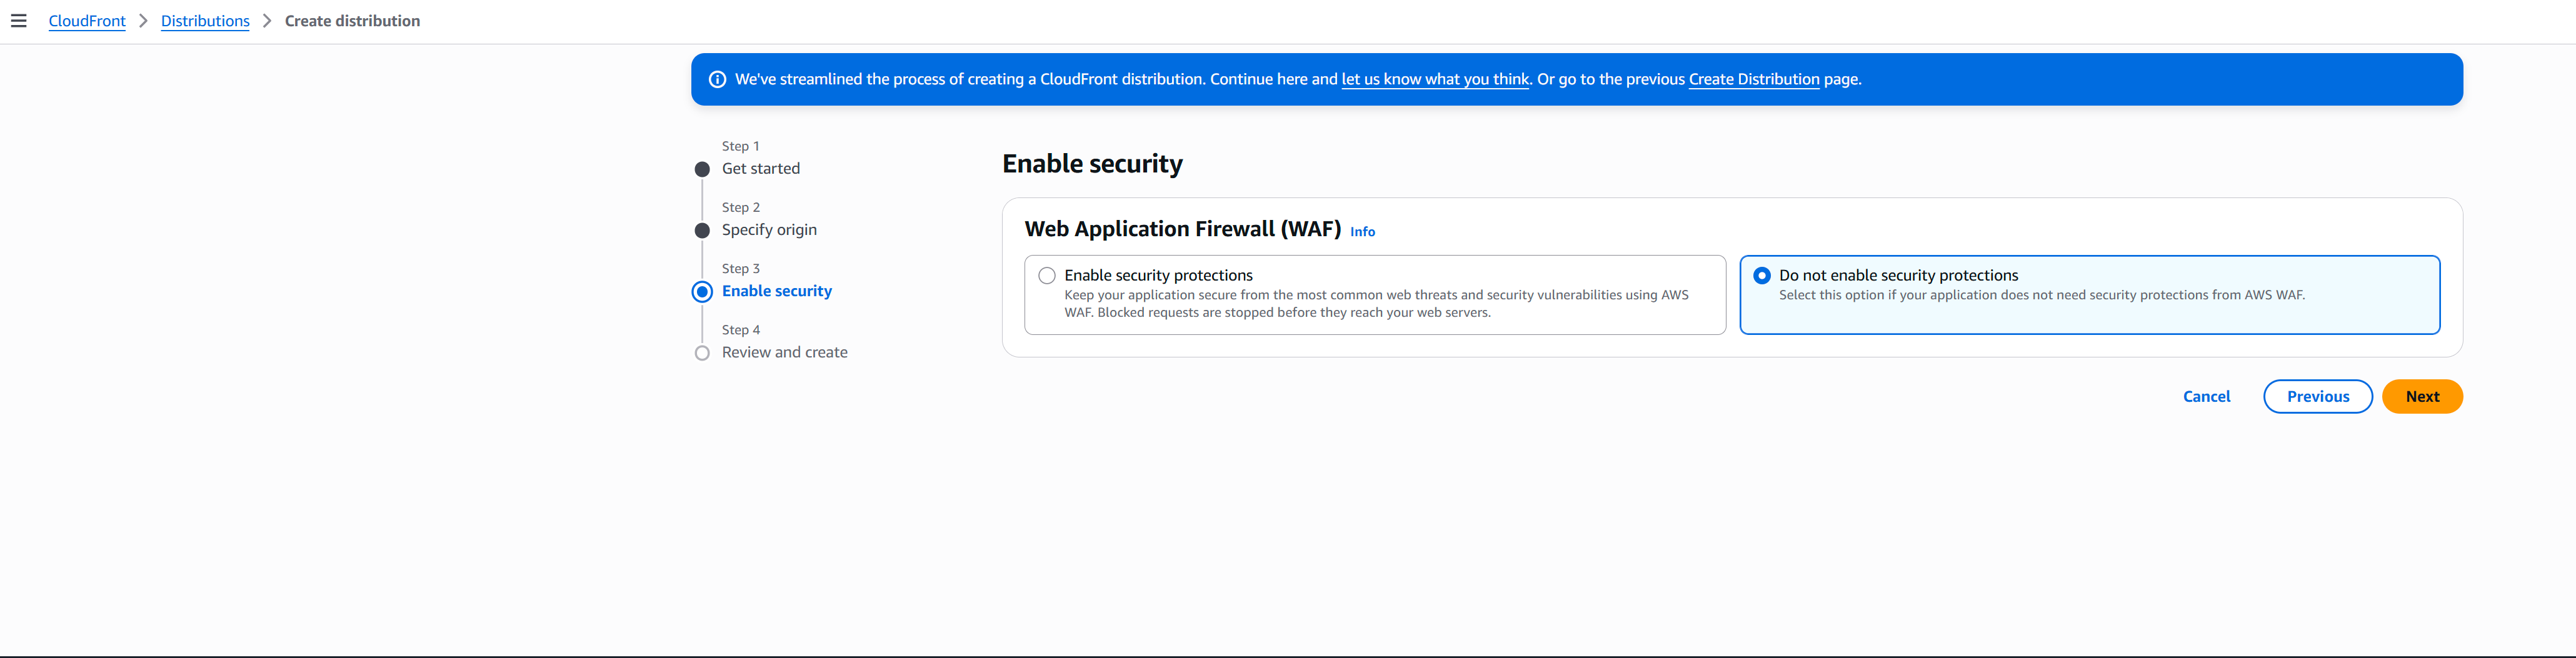 CloudFront > Distributions > Create distribution
We've streamlined the process of creating a CloudFront distribution. Continue here and let us know what you think. Or go to the previous Create Distribution page.
Step 1
Get started
Step 2
Specify origin
Step 3
Enable security
Step 4
Review and create
Enable security
Web Application Firewall (WAF) Info
Enable security protections
Keep your application secure from the most common web threats and security vulnerabilities using AWS
WAF. Blocked requests are stopped before they reach your web servers.
Do not enable security protections
Select this option if your application does not need security protections from AWS WAF.
Cancel Previous Next